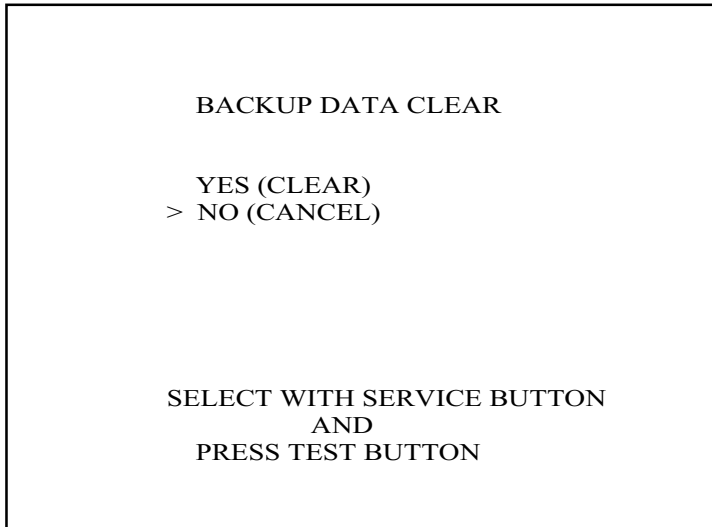 BACKUP DATA CLEAR
YES (CLEAR)
> NO (CANCEL)
SELECT WITH SERVICE BUTTON
AND
PRESS TEST BUTTON